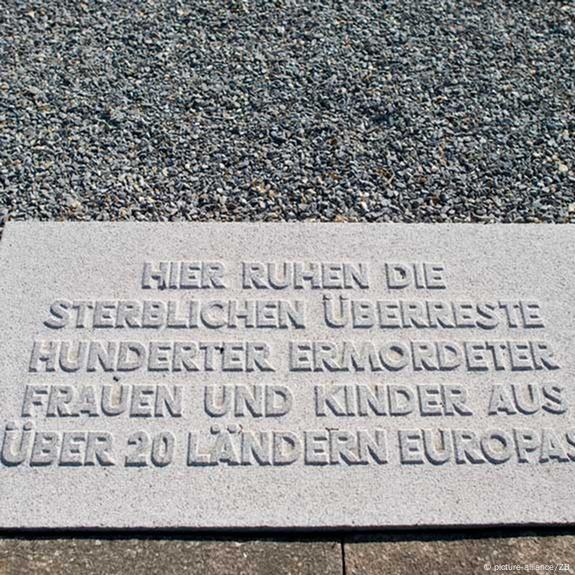 HIER RUHEN DIE
STERBLICHEN ÜBERRESTE
HUNDERTER ERMORDETER
FRAUEN UND KINDER AUS
ÜBER 20 LÄNDERN EUROPAS
© picture-alliance/ZB